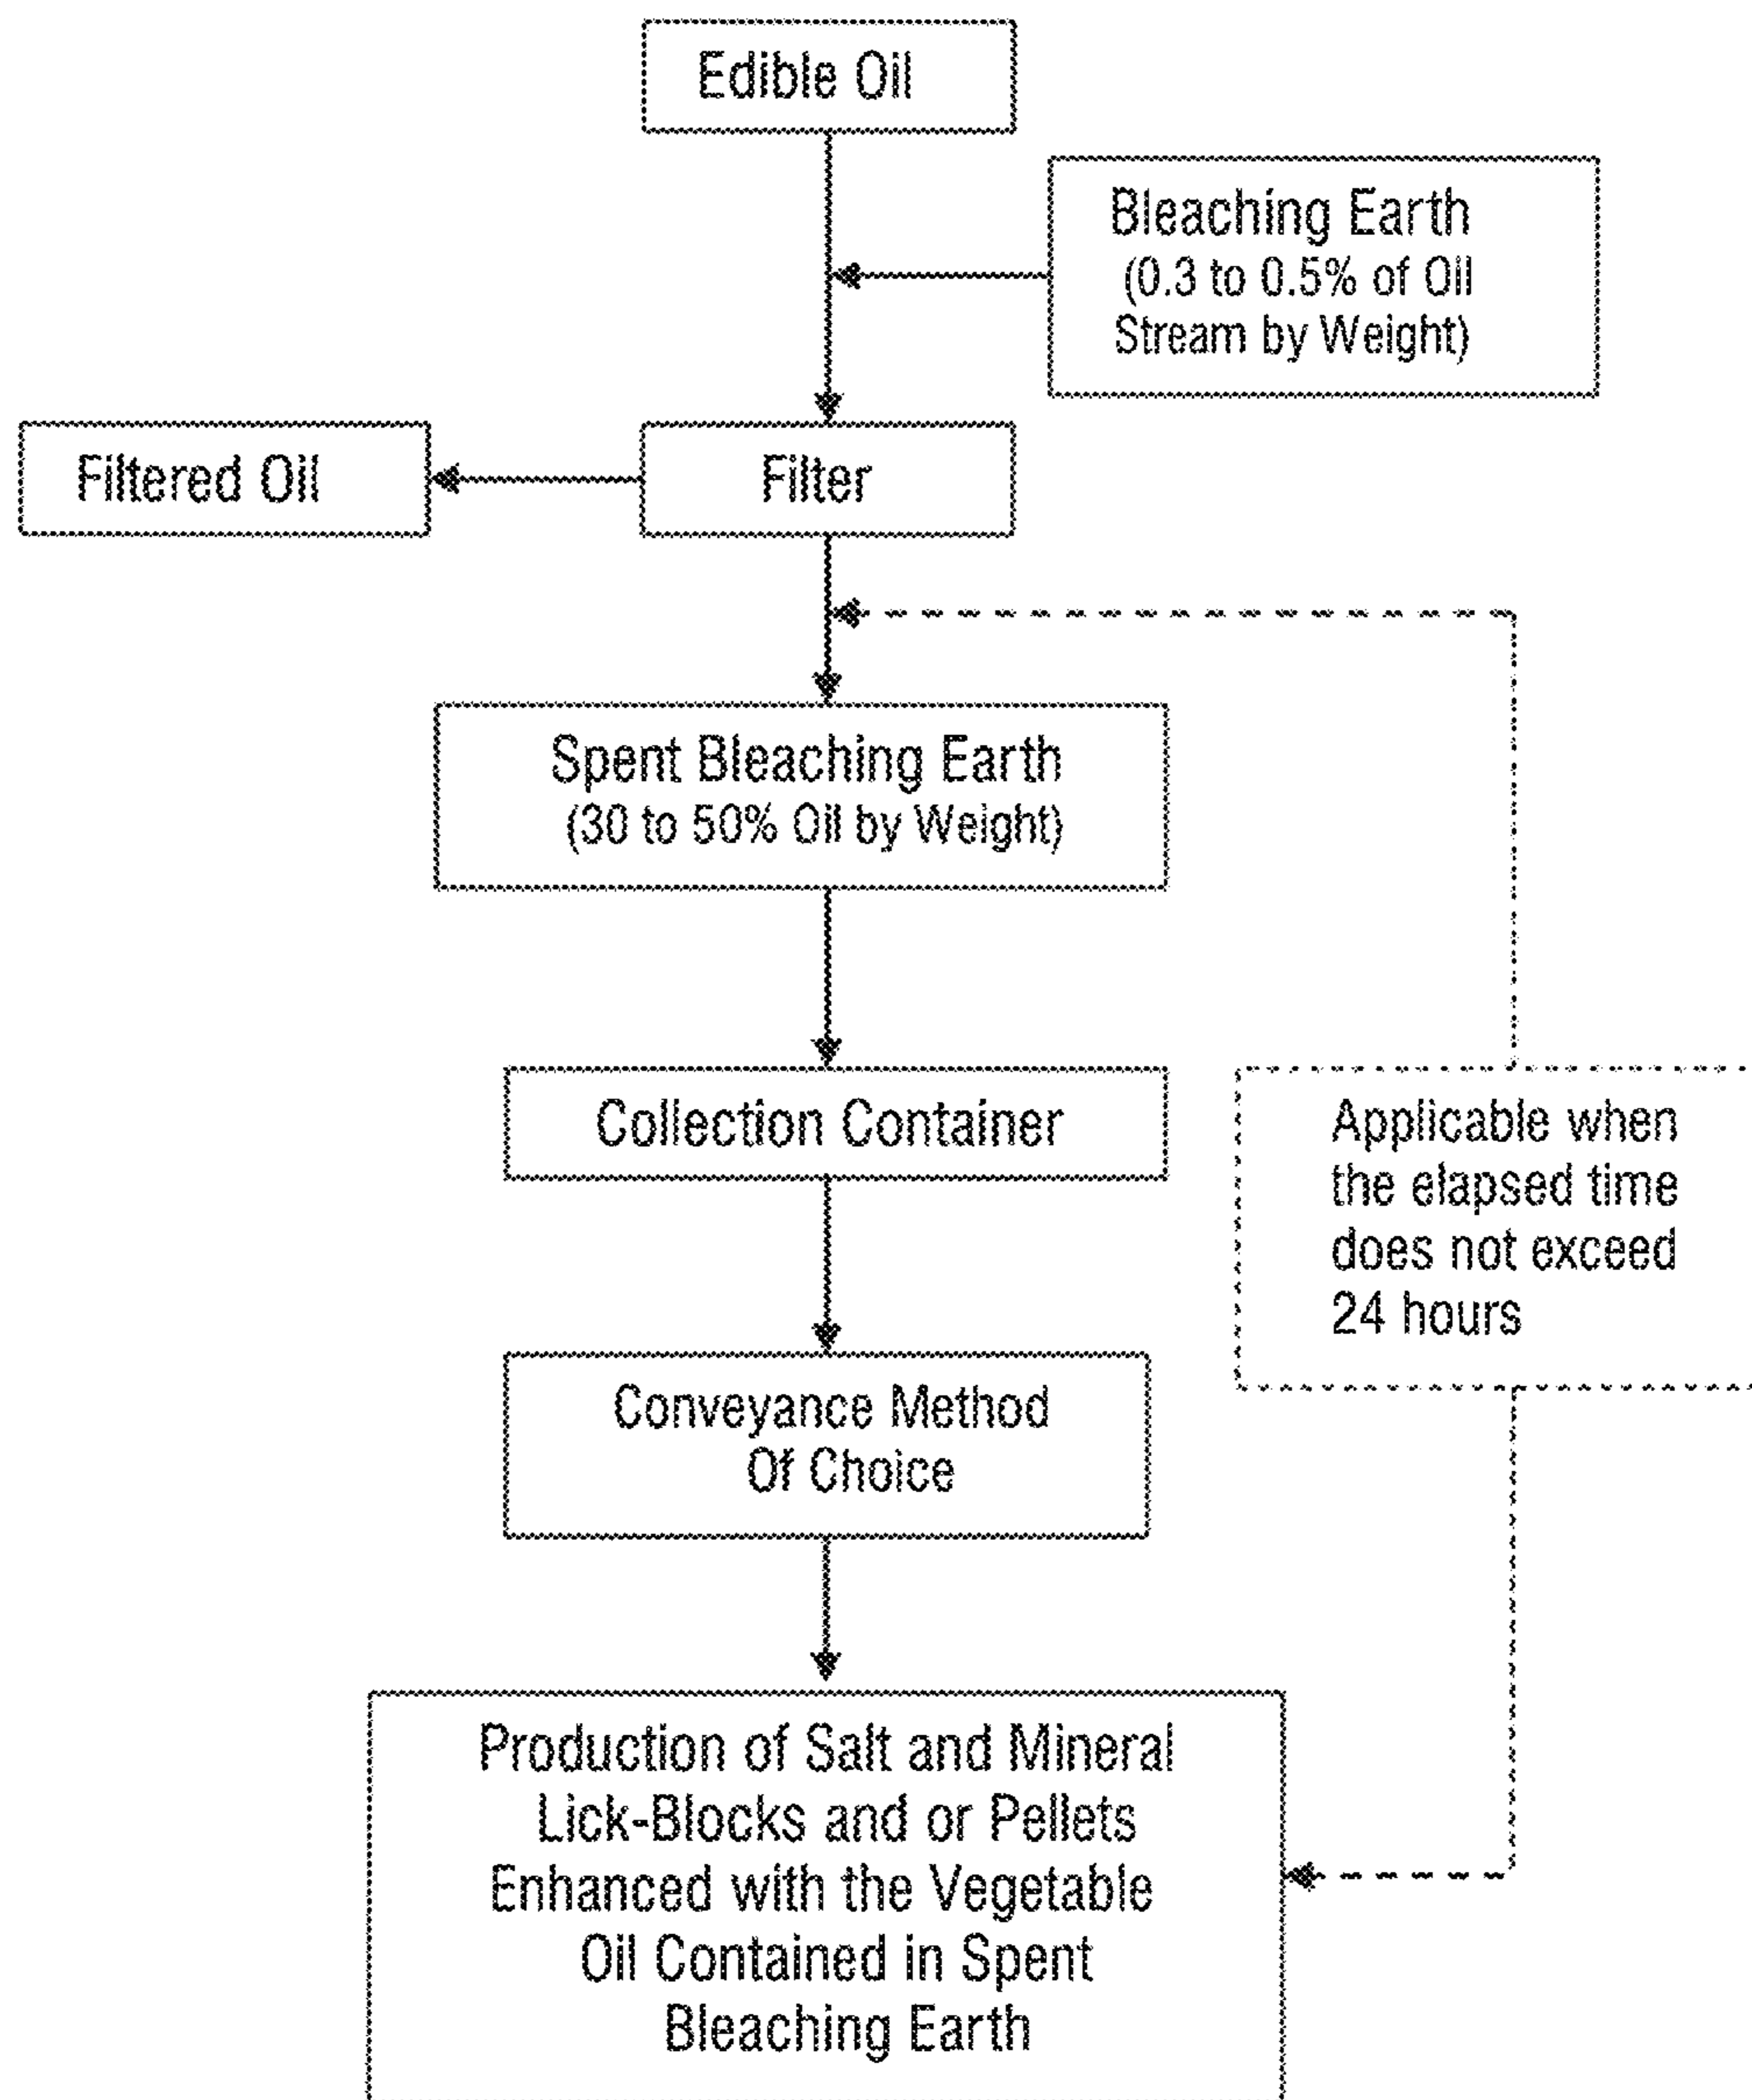 Edible Oil
Bleaching Earth
(0.3 to 0.5% of Oil
Stream by Weight)
Filtered Oil
Filter
Spent Bleaching Earth
(30 to 50% Oil by Weight)
Collection Container
Applicable when
the elapsed time
does not exceed
24 hours
Conveyance Method
Of Choice
Production of Salt and Mineral
Lick-Blocks and or Pellets
Enhanced with the Vegetable
Oil Contained in Spent
Bleaching Earth